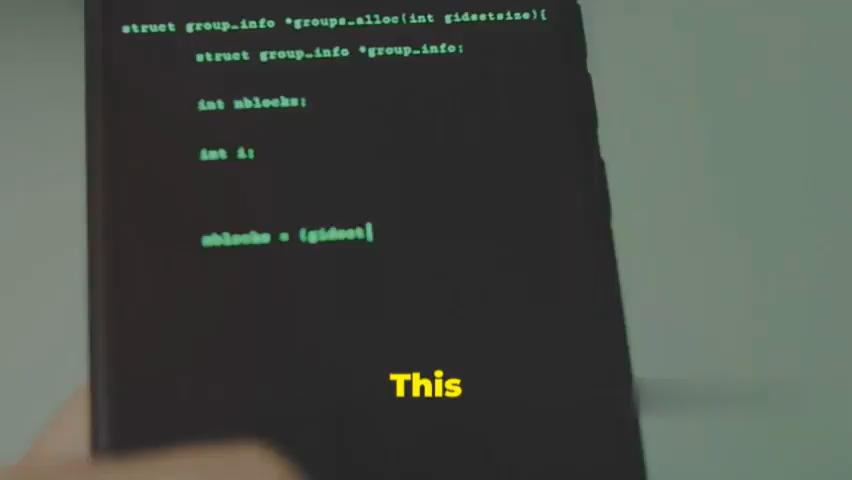 struct group_info *groups_alloc(int gidsetsize){
struct group_info *group_info;
int nblocks;
int i;
nblocks = (gidset
This